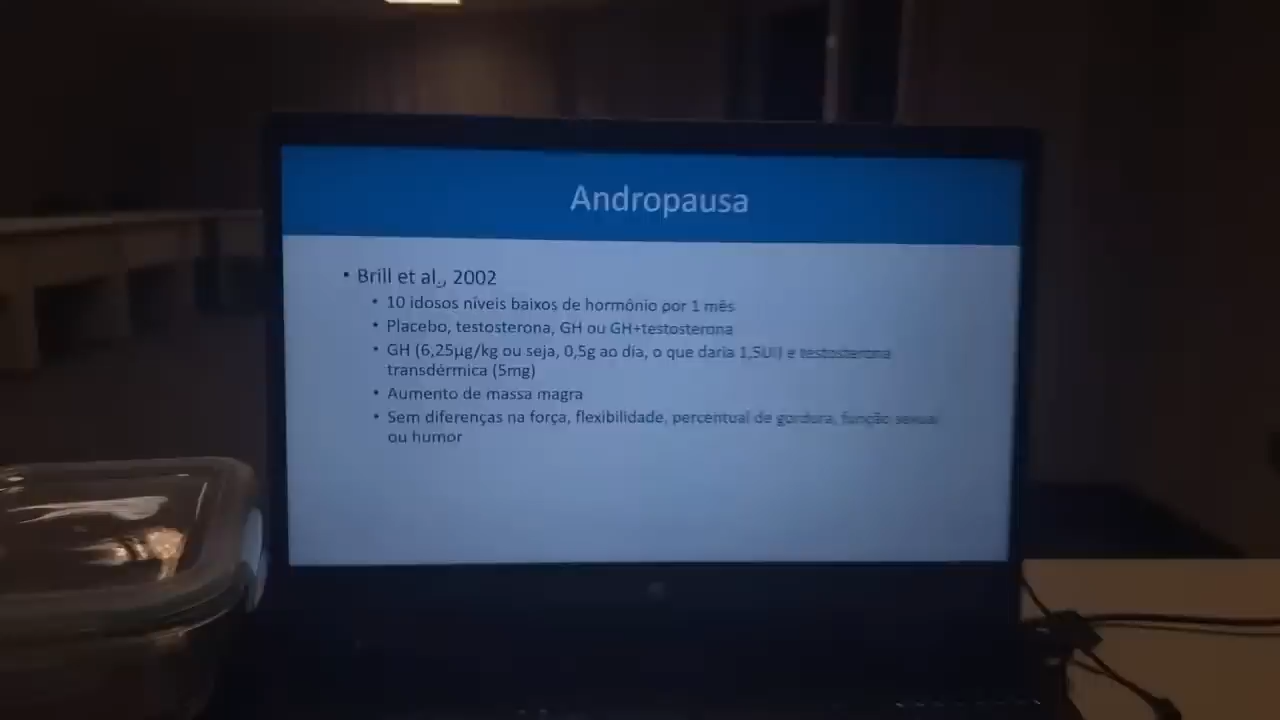 Andropausa
• Brill et al., 2002
• 10 idosos níveis baixos de hormônio por 1 mês
• Placebo, testosterona, GH ou GH+testosterona
• GH (6,25µg/kg ou seja, 0,5g ao dia, o que daria 1,5UI) e testosterona
transdérmica (5mg)
• Aumento de massa magra
• Sem diferenças na força, flexibilidade, percentual de gordura, função sexual
ou humor